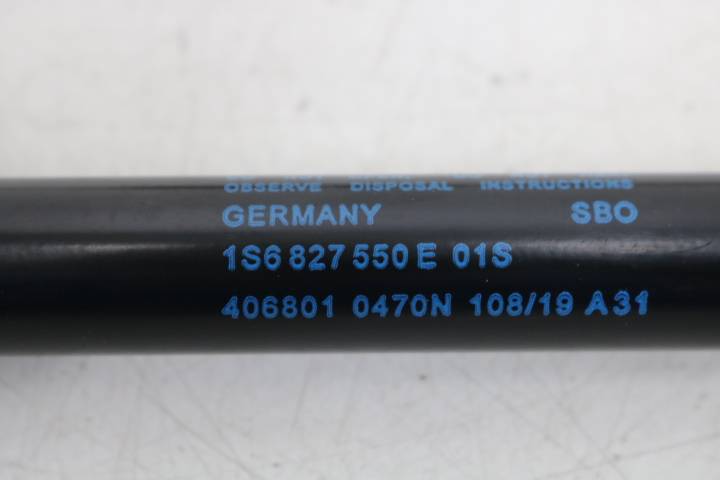 OBSERVE DISPOSAL INSTRUCTIONS
GERMANY SBO
1S6 827 550 E 01S
406801 0470N 108/19 A31